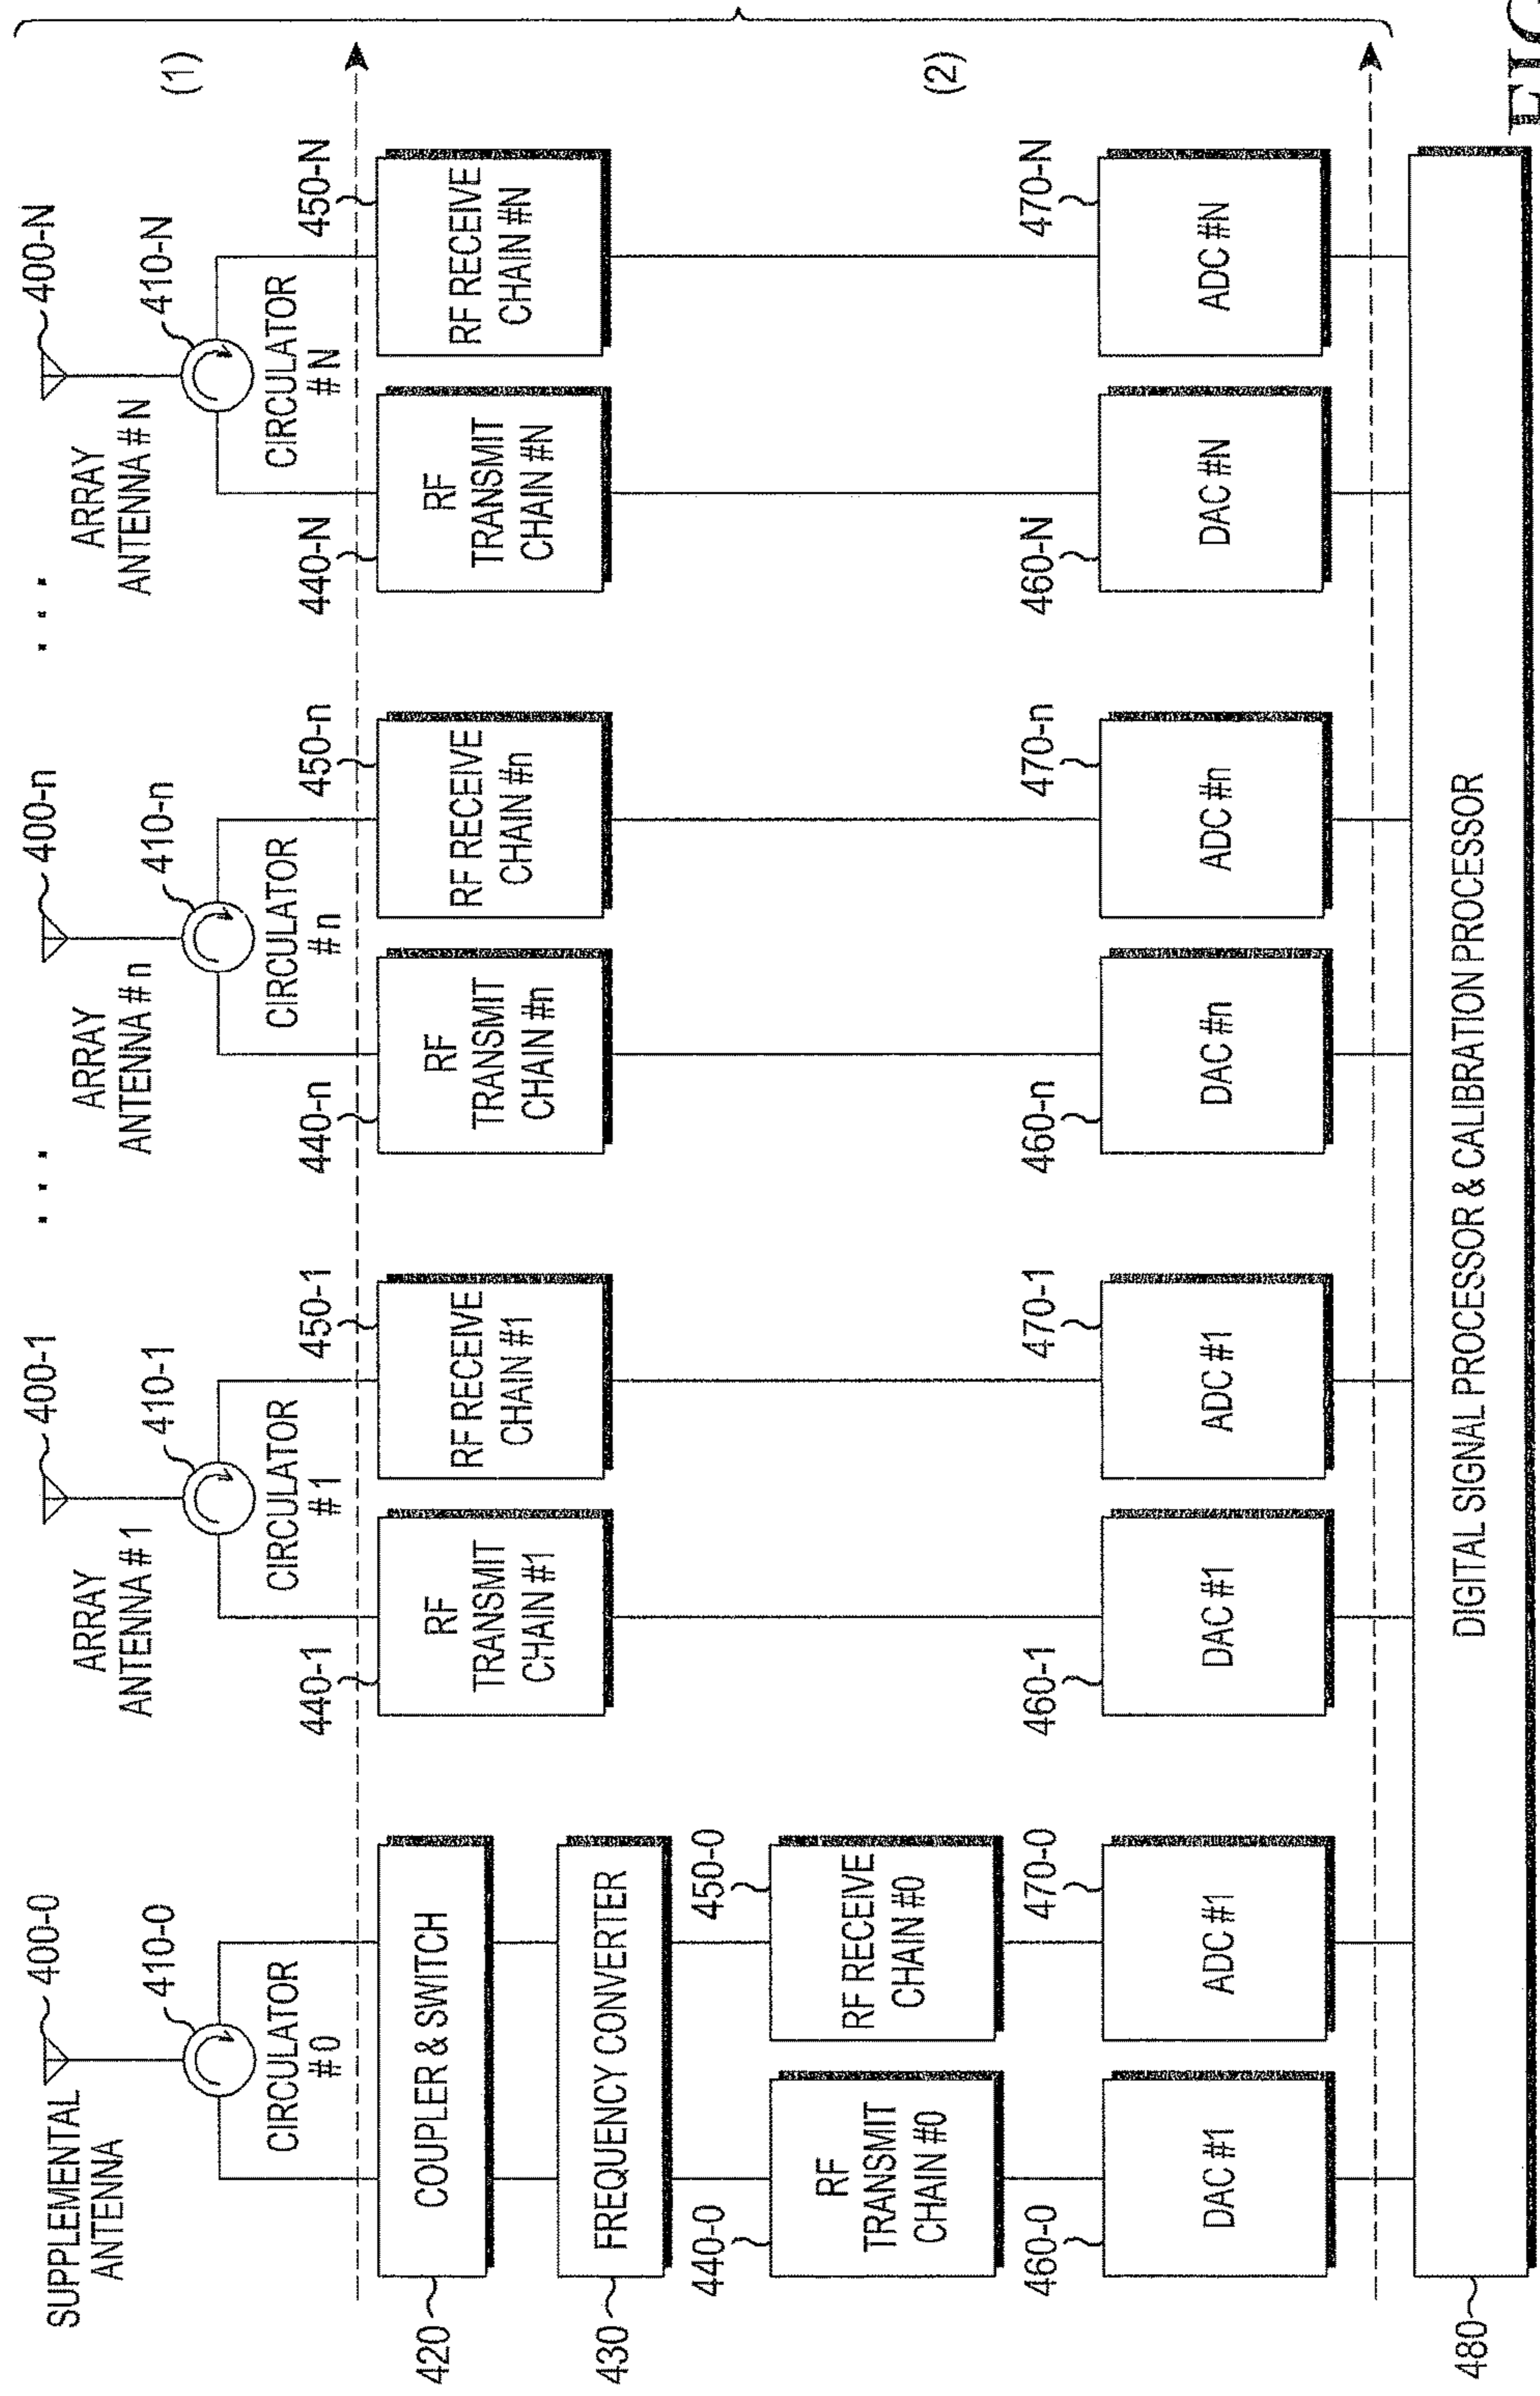 SUPPLEMENTAL
ANTENNA
400-0
410-0
CIRCULATOR
#0
ARRAY
ANTENNA #1
400-1
410-1
CIRCULATOR
#1
. . .
ARRAY
ANTENNA #n
400-n
410-n
CIRCULATOR
#n
. . .
ARRAY
ANTENNA #N
400-N
410-N
CIRCULATOR
#N
(1)
420
COUPLER & SWITCH
440-1
RF
TRANSMIT
CHAIN #1
450-1
RF RECEIVE
CHAIN #1
440-n
RF
TRANSMIT
CHAIN #n
450-n
RF RECEIVE
CHAIN #n
440-N
RF
TRANSMIT
CHAIN #N
450-N
RF RECEIVE
CHAIN #N
430
FREQUENCY CONVERTER
440-0
RF
TRANSMIT
CHAIN #0
450-0
RF RECEIVE
CHAIN #0
(2)
460-0
DAC #1
470-0
ADC #1
460-1
DAC #1
470-1
ADC #1
460-n
DAC #n
470-n
ADC #n
460-N
DAC #N
470-N
ADC #N
480
DIGITAL SIGNAL PROCESSOR & CALIBRATION PROCESSOR